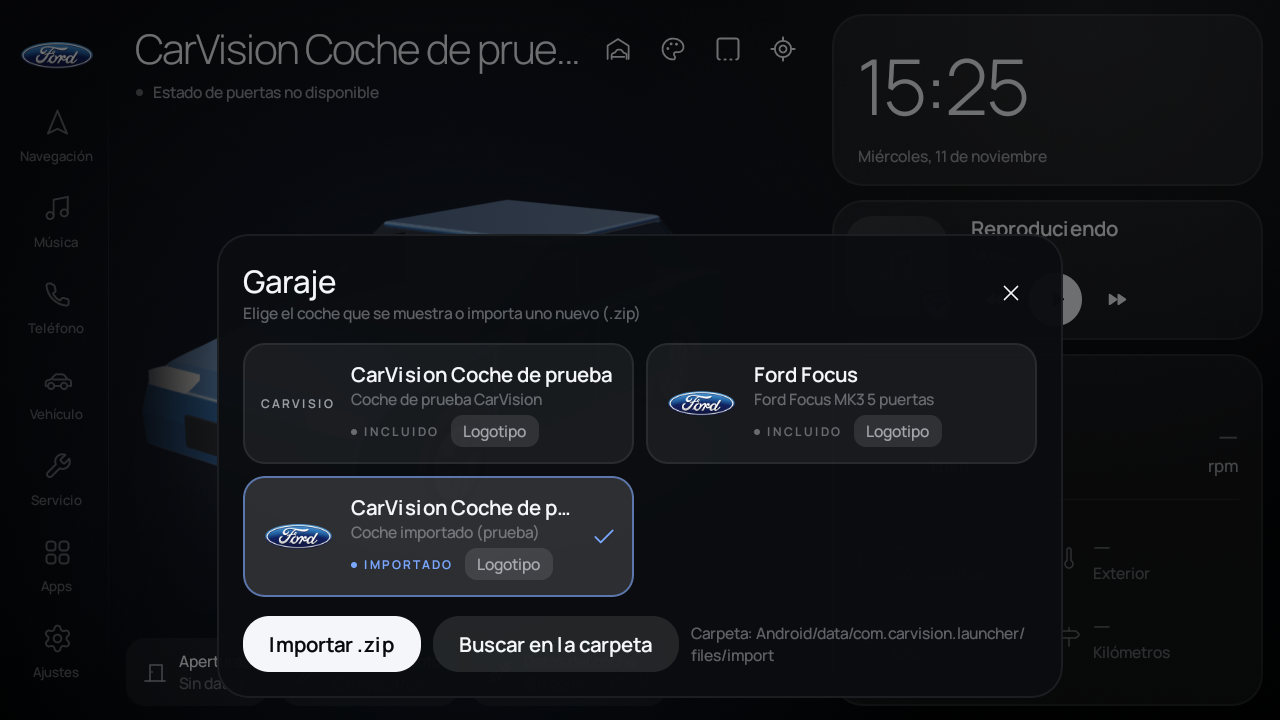 Ford
CarVision Coche de prue...
Estado de puertas no disponible
15:25
Miércoles, 11 de noviembre
Navegación
Música
Teléfono
Vehículo
Servicio
Apps
Ajustes
Reproduciendo
Garaje
Elige el coche que se muestra o importa uno nuevo (.zip)
CARVISIO
CarVision Coche de prueba
Coche de prueba CarVision
INCLUIDO
Logotipo
Ford
Ford Focus
Ford Focus MK3 5 puertas
INCLUIDO
Logotipo
Ford
CarVision Coche de p...
Coche importado (prueba)
IMPORTADO
Logotipo
Importar .zip
Buscar en la carpeta
Carpeta: Android/data/com.carvision.launcher/
files/import
rpm
Exterior
Kilómetros
Apert
Sin da